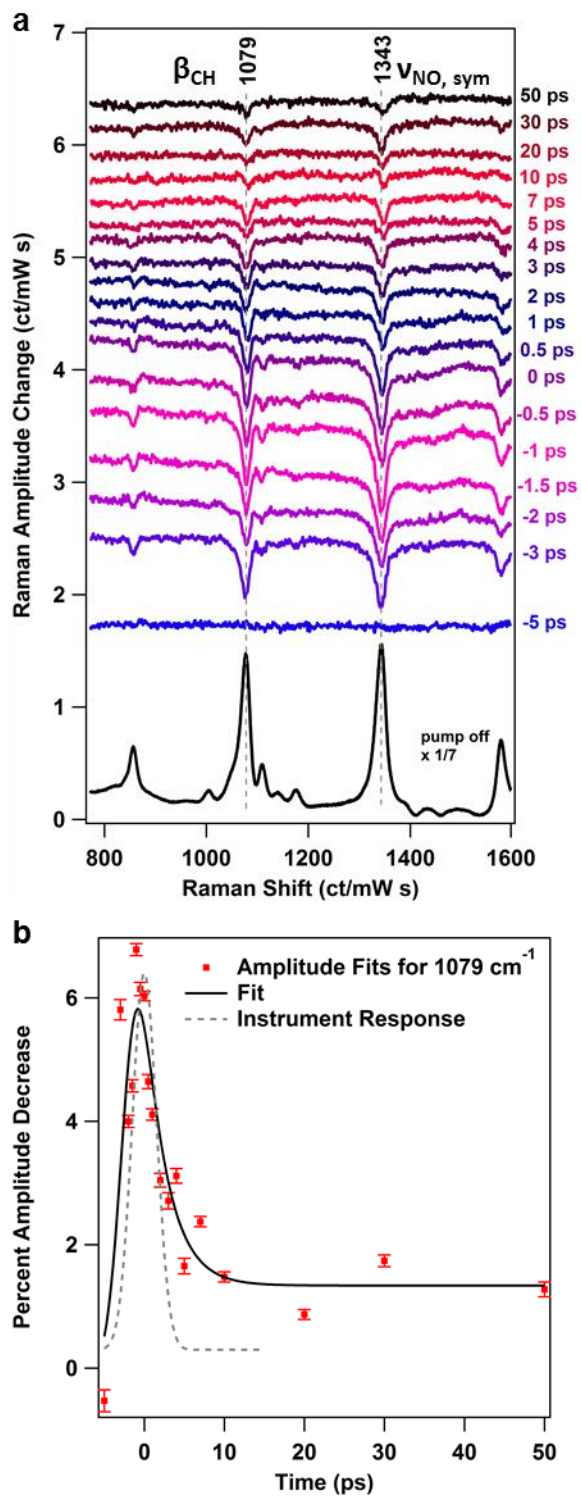 a
β_CH 1079 1343 ν_NO, sym
7
6
5
4
3
2
1
0
Raman Amplitude Change (ct/mW s)
50 ps
30 ps
20 ps
10 ps
7 ps
5 ps
4 ps
3 ps
2 ps
1 ps
0.5 ps
0 ps
-0.5 ps
-1 ps
-1.5 ps
-2 ps
-3 ps
-5 ps
pump off
x 1/7
800 1000 1200 1400 1600
Raman Shift (ct/mW s)
b
6
4
2
0
Percent Amplitude Decrease
Amplitude Fits for 1079 cm⁻¹
Fit
Instrument Response
0 10 20 30 40 50
Time (ps)